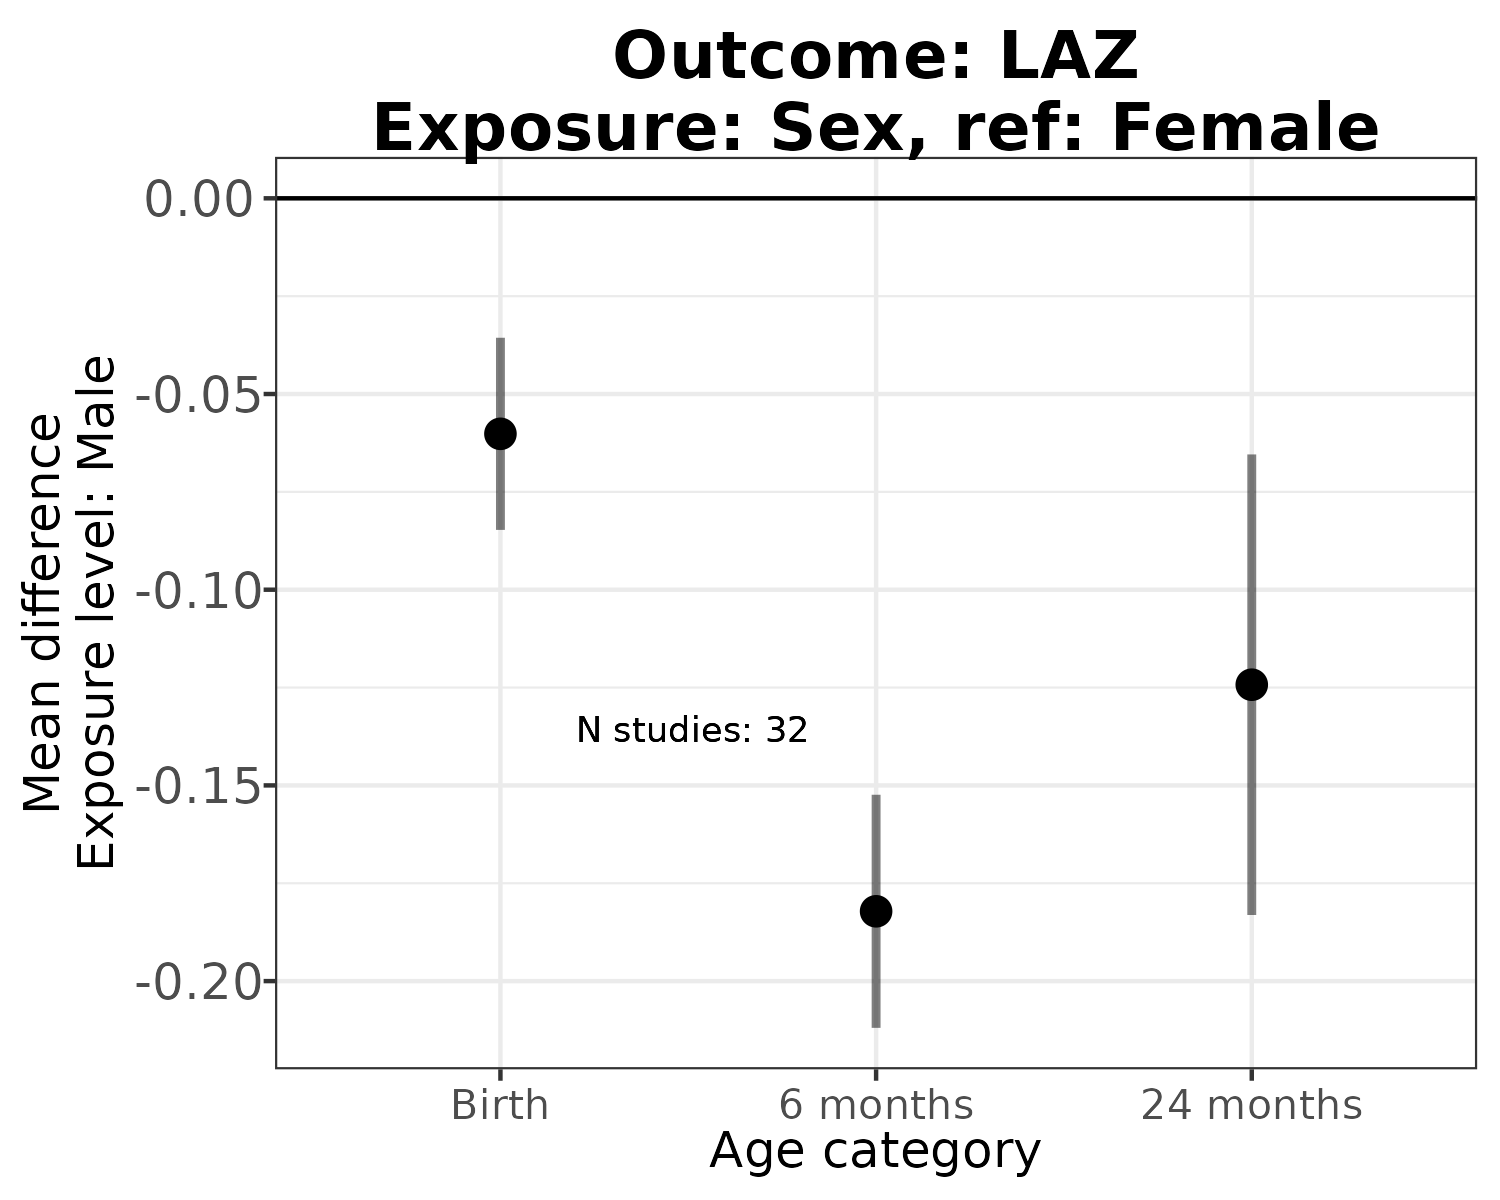 Outcome: LAZ
Exposure: Sex, ref: Female
Mean difference
Exposure level: Male
0.00
-0.05
-0.10
-0.15
-0.20
N studies: 32
Birth
6 months
24 months
Age category